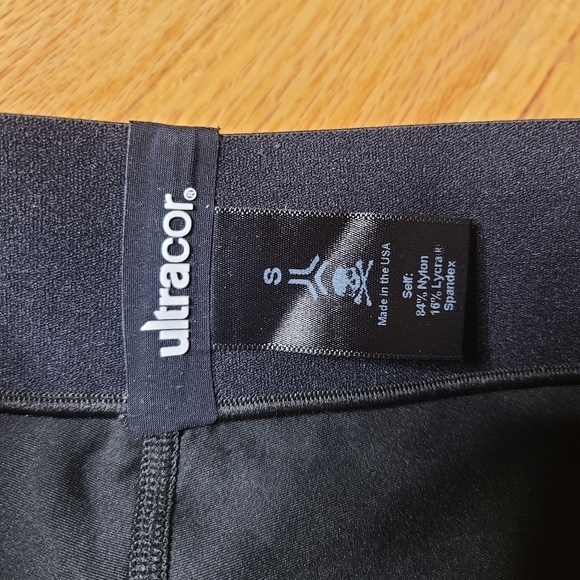 ultracor®
S
Made in the USA
Self:
84% Nylon
16% Lycra(R)
Spandex